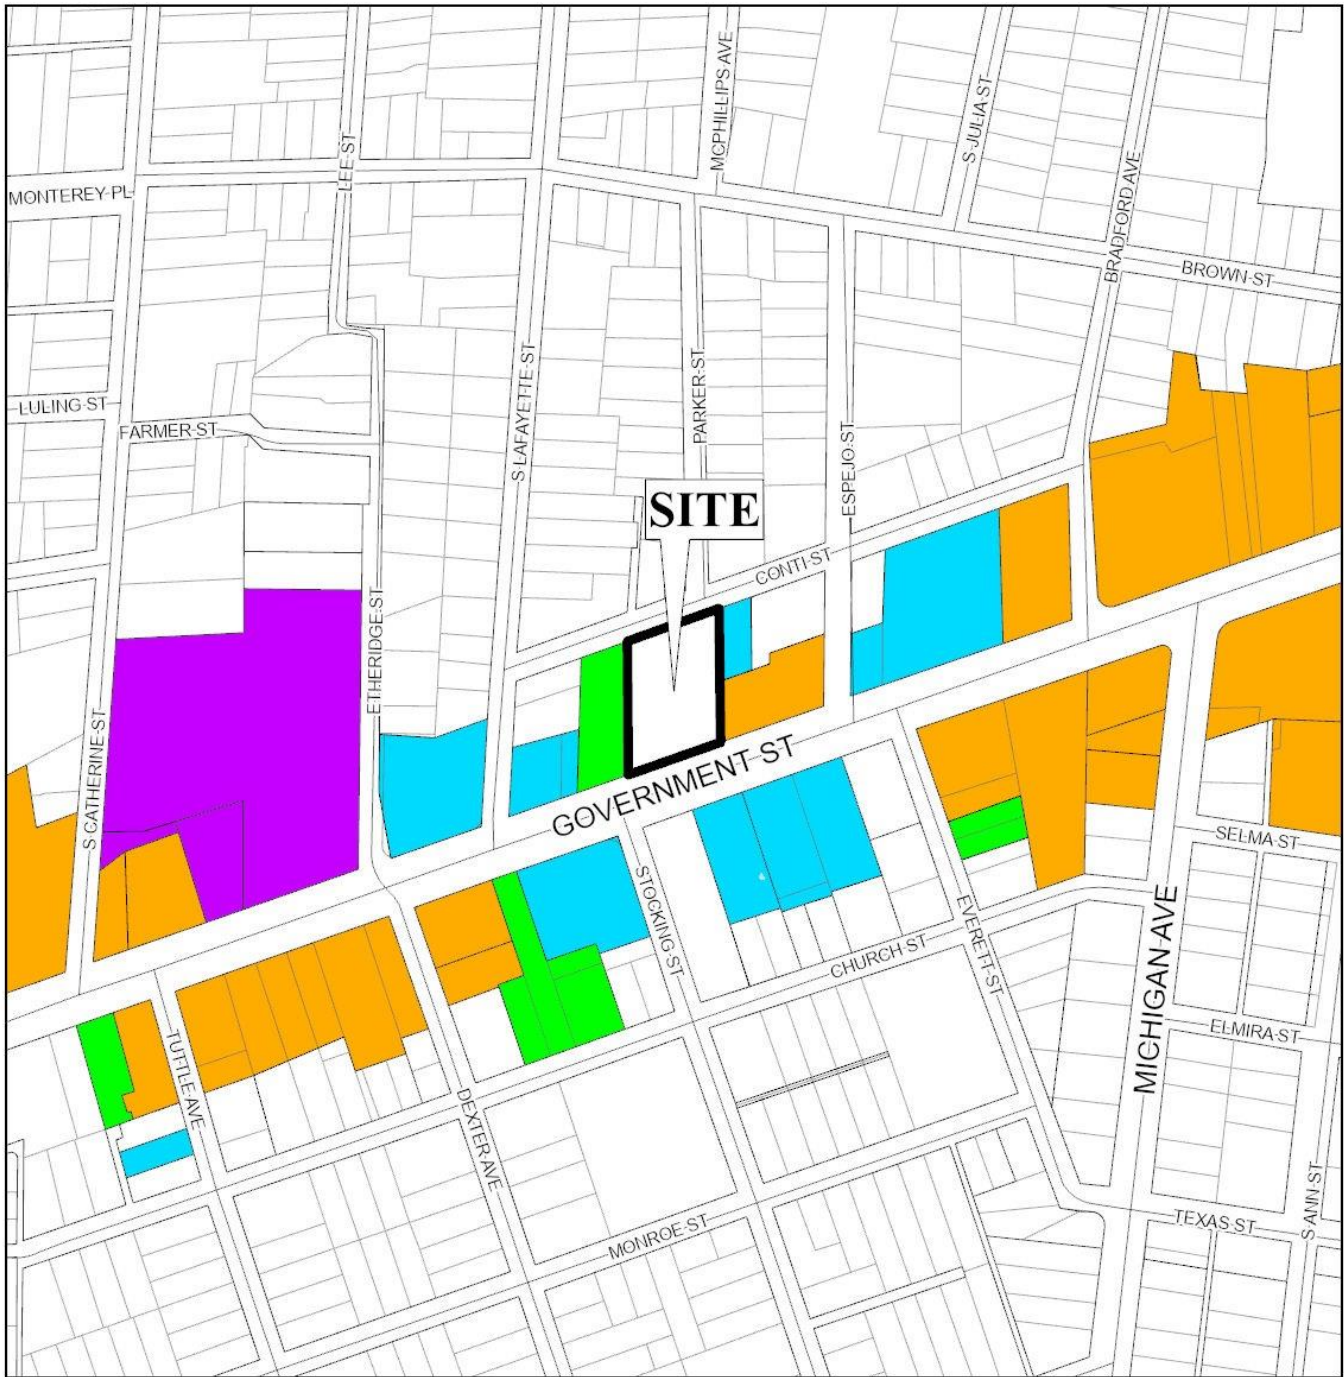 MCPHILLIPS AVE
S JULIA ST
LEE ST
MONTEREY PL
BRADFORD AVE
BROWN ST
S LAFAYETTE ST
PARKER ST
LULING ST
FARMER ST
ESPEJO ST
SITE
CONTI ST
ETHERIDGE ST
S CATHERINE ST
GOVERNMENT ST
SELMA ST
STOCKING ST
EVERETT ST
MICHIGAN AVE
CHURCH ST
ELMIRA ST
TUTTLE AVE
DEXTER AVE
S ANN ST
TEXAS ST
MONROE ST